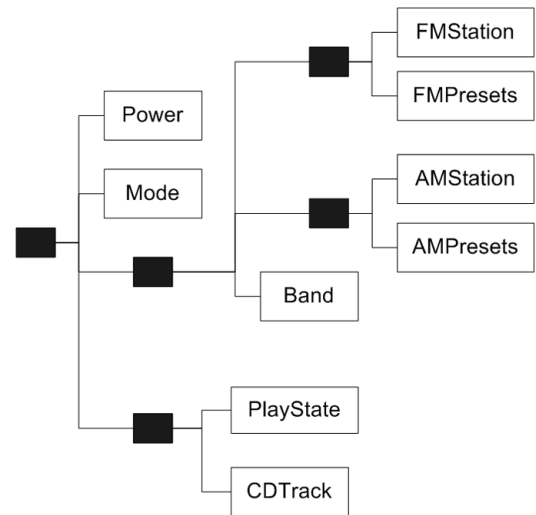 FMStation
FMPresets
Power
Mode
AMStation
AMPresets
Band
PlayState
CDTrack